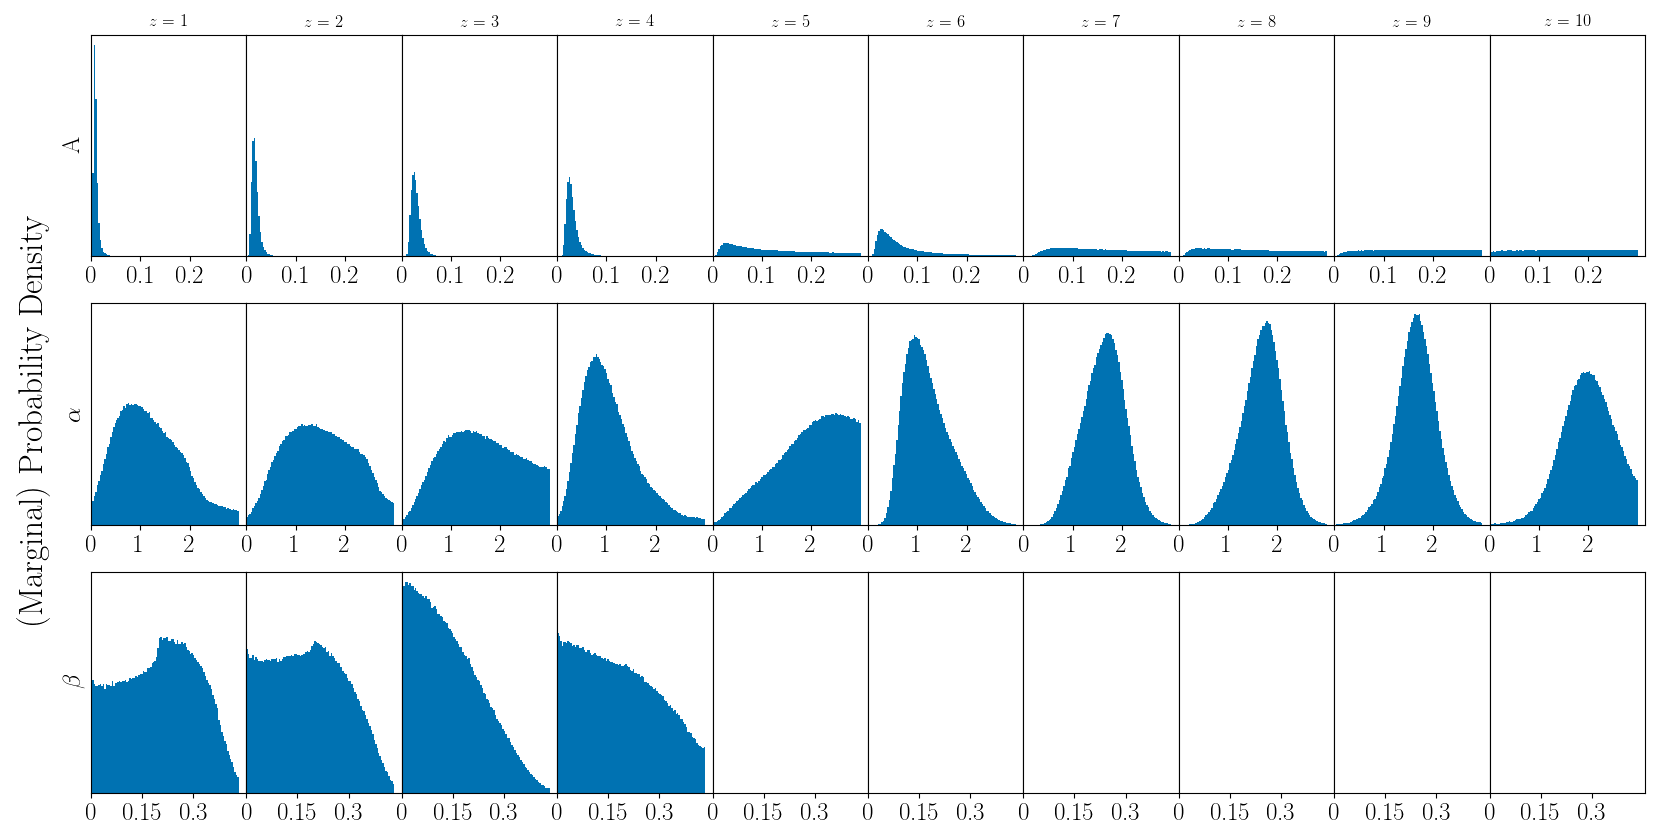 z = 1 z = 2 z = 3 z = 4 z = 5 z = 6 z = 7 z = 8 z = 9 z = 10
(Marginal) Probability Density
A
0 0.1 0.2 0 0.1 0.2 0 0.1 0.2 0 0.1 0.2 0 0.1 0.2 0 0.1 0.2 0 0.1 0.2 0 0.1 0.2 0 0.1 0.2 0 0.1 0.2
α
0 1 2 0 1 2 0 1 2 0 1 2 0 1 2 0 1 2 0 1 2 0 1 2 0 1 2 0 1 2
β
0 0.15 0.3 0 0.15 0.3 0 0.15 0.3 0 0.15 0.3 0 0.15 0.3 0 0.15 0.3 0 0.15 0.3 0 0.15 0.3 0 0.15 0.3 0 0.15 0.3